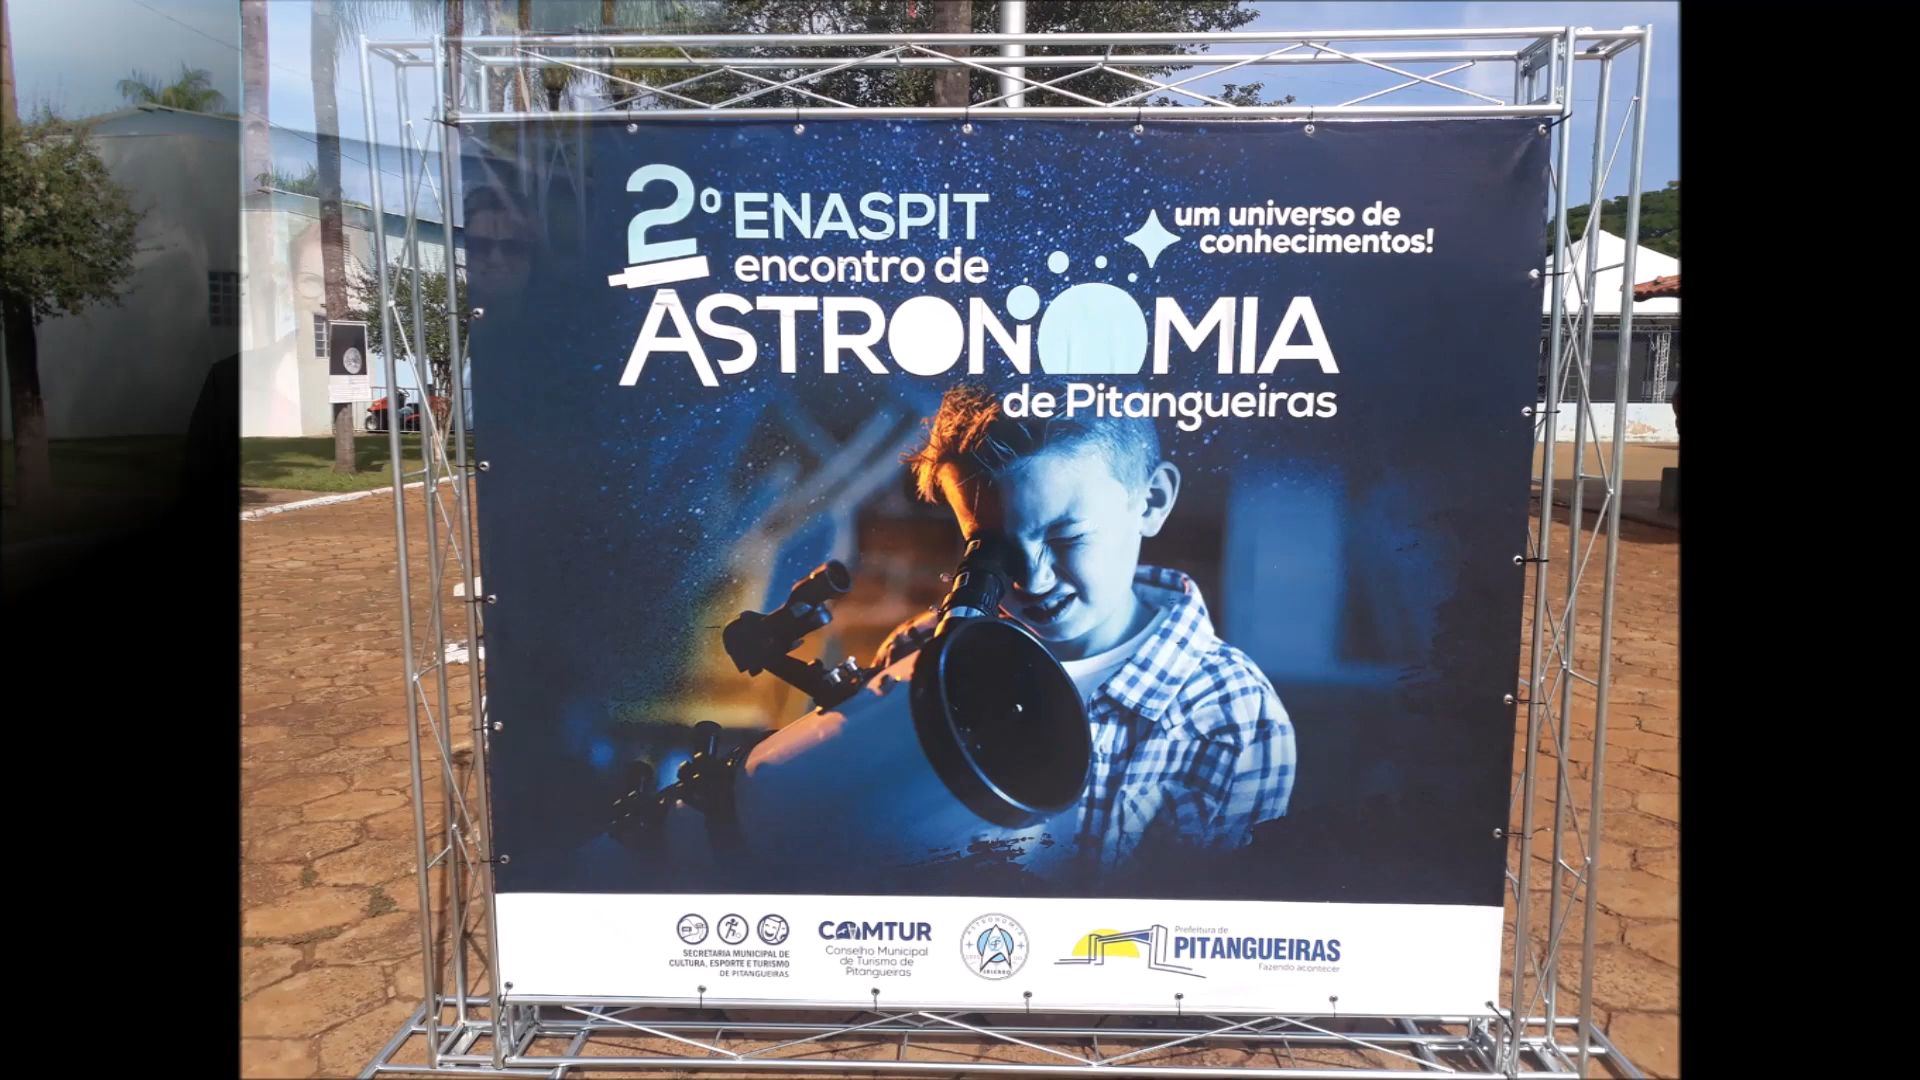 2º ENASPIT
encontro de
ASTRONOMIA
de Pitangueiras
um universo de
conhecimentos!
SECRETARIA MUNICIPAL DE
CULTURA, ESPORTE E TURISMO
DE PITANGUEIRAS
COMTUR
Conselho Municipal
de Turismo de
Pitangueiras
ASTRONOMIA
Prefeitura de
PITANGUEIRAS
Fazendo acontecer